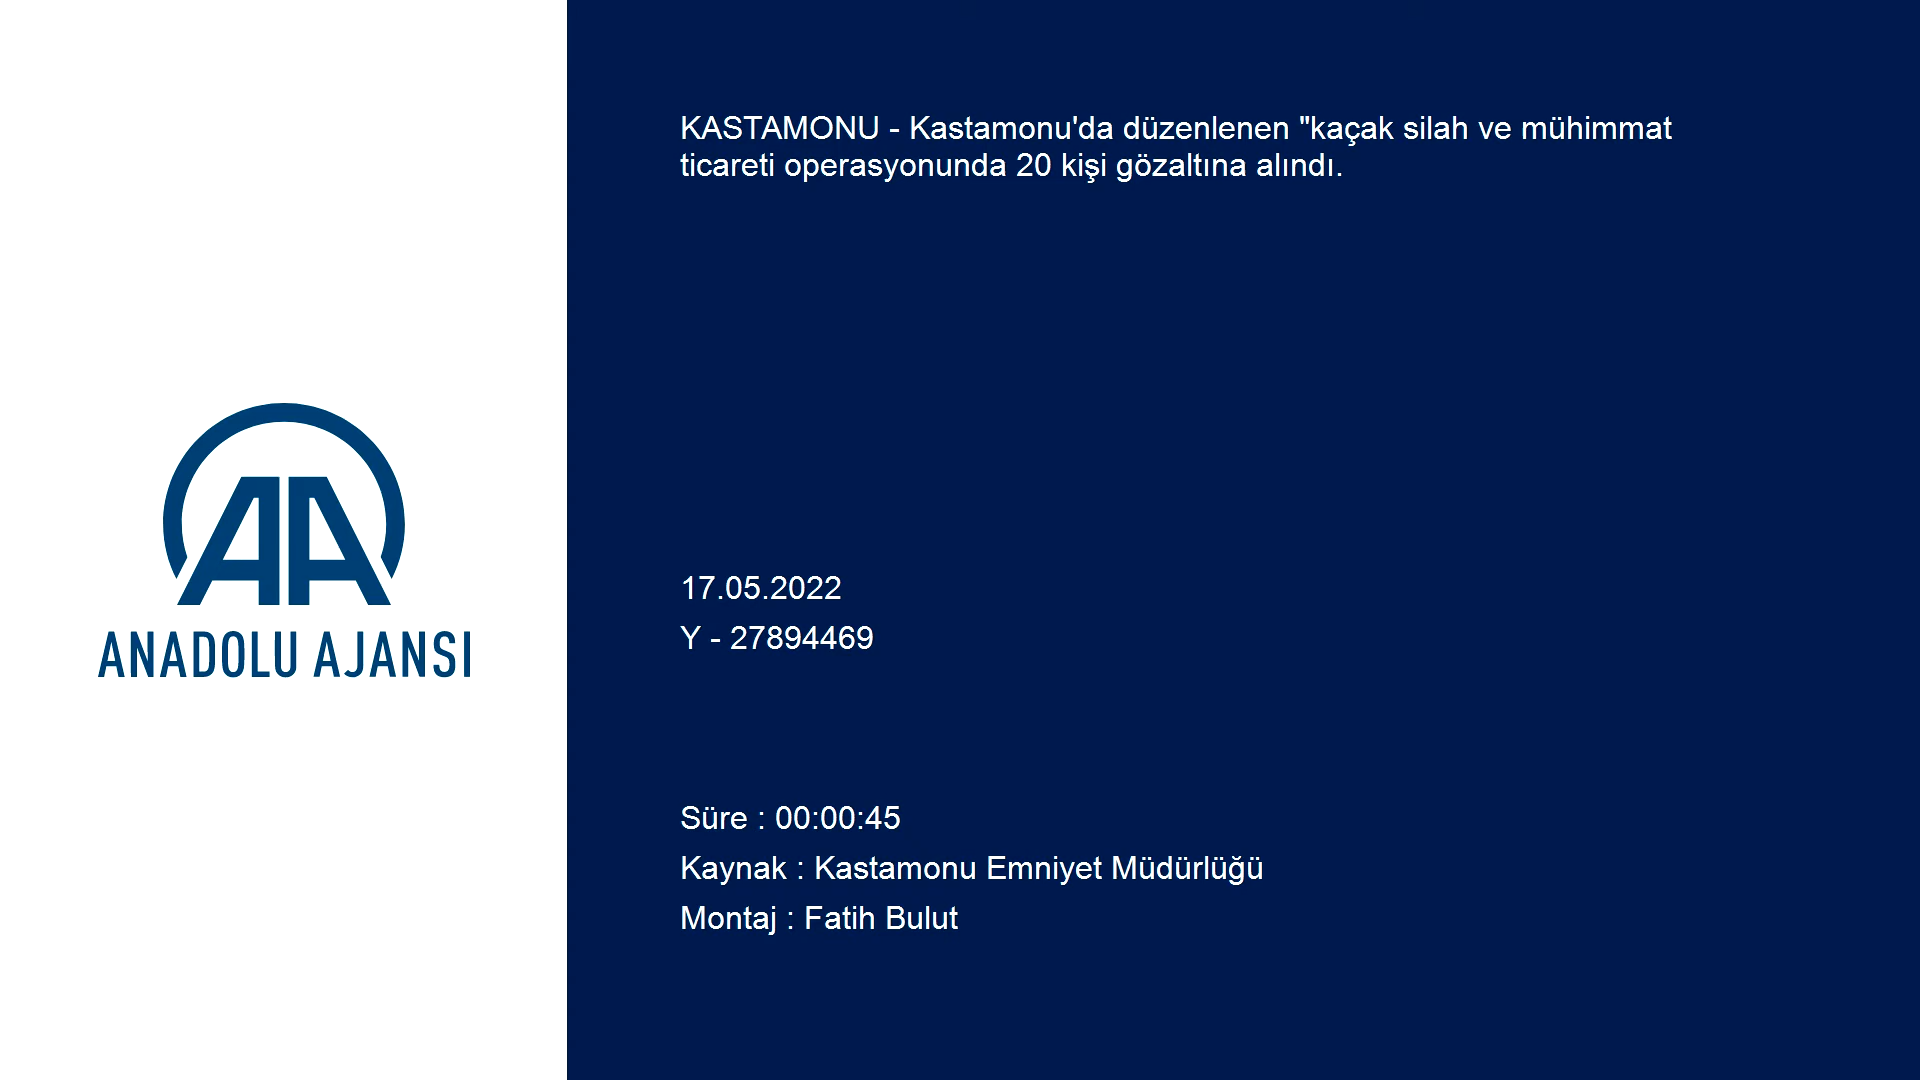 KASTAMONU - Kastamonu'da düzenlenen "kaçak silah ve mühimmat
ticareti operasyonunda 20 kişi gözaltına alındı.
AA
ANADOLU AJANSI
17.05.2022
Y - 27894469
Süre : 00:00:45
Kaynak : Kastamonu Emniyet Müdürlüğü
Montaj : Fatih Bulut